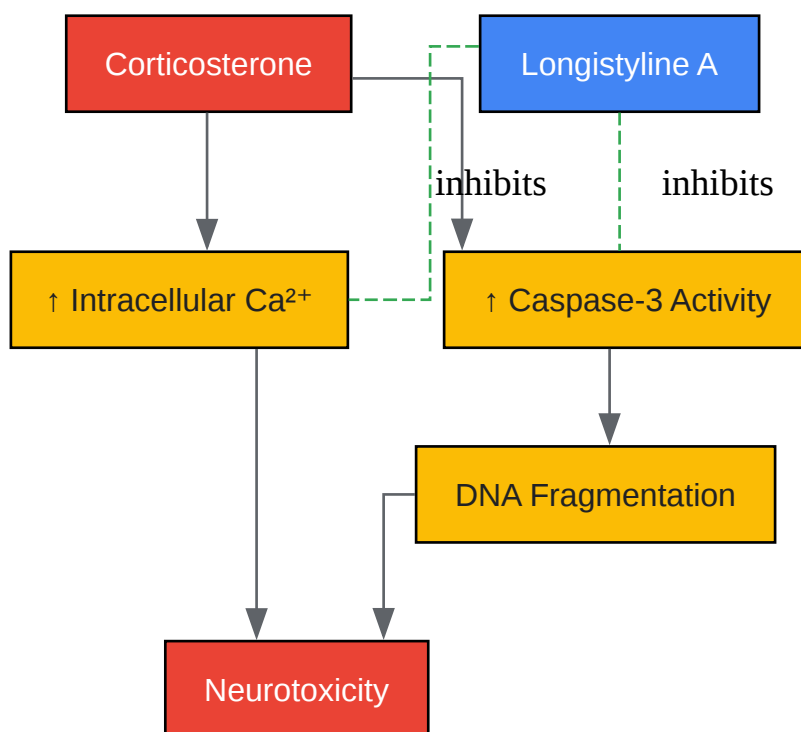 Corticosterone
Longistyline A
inhibits
inhibits
↑ Intracellular Ca²⁺
↑ Caspase-3 Activity
DNA Fragmentation
Neurotoxicity